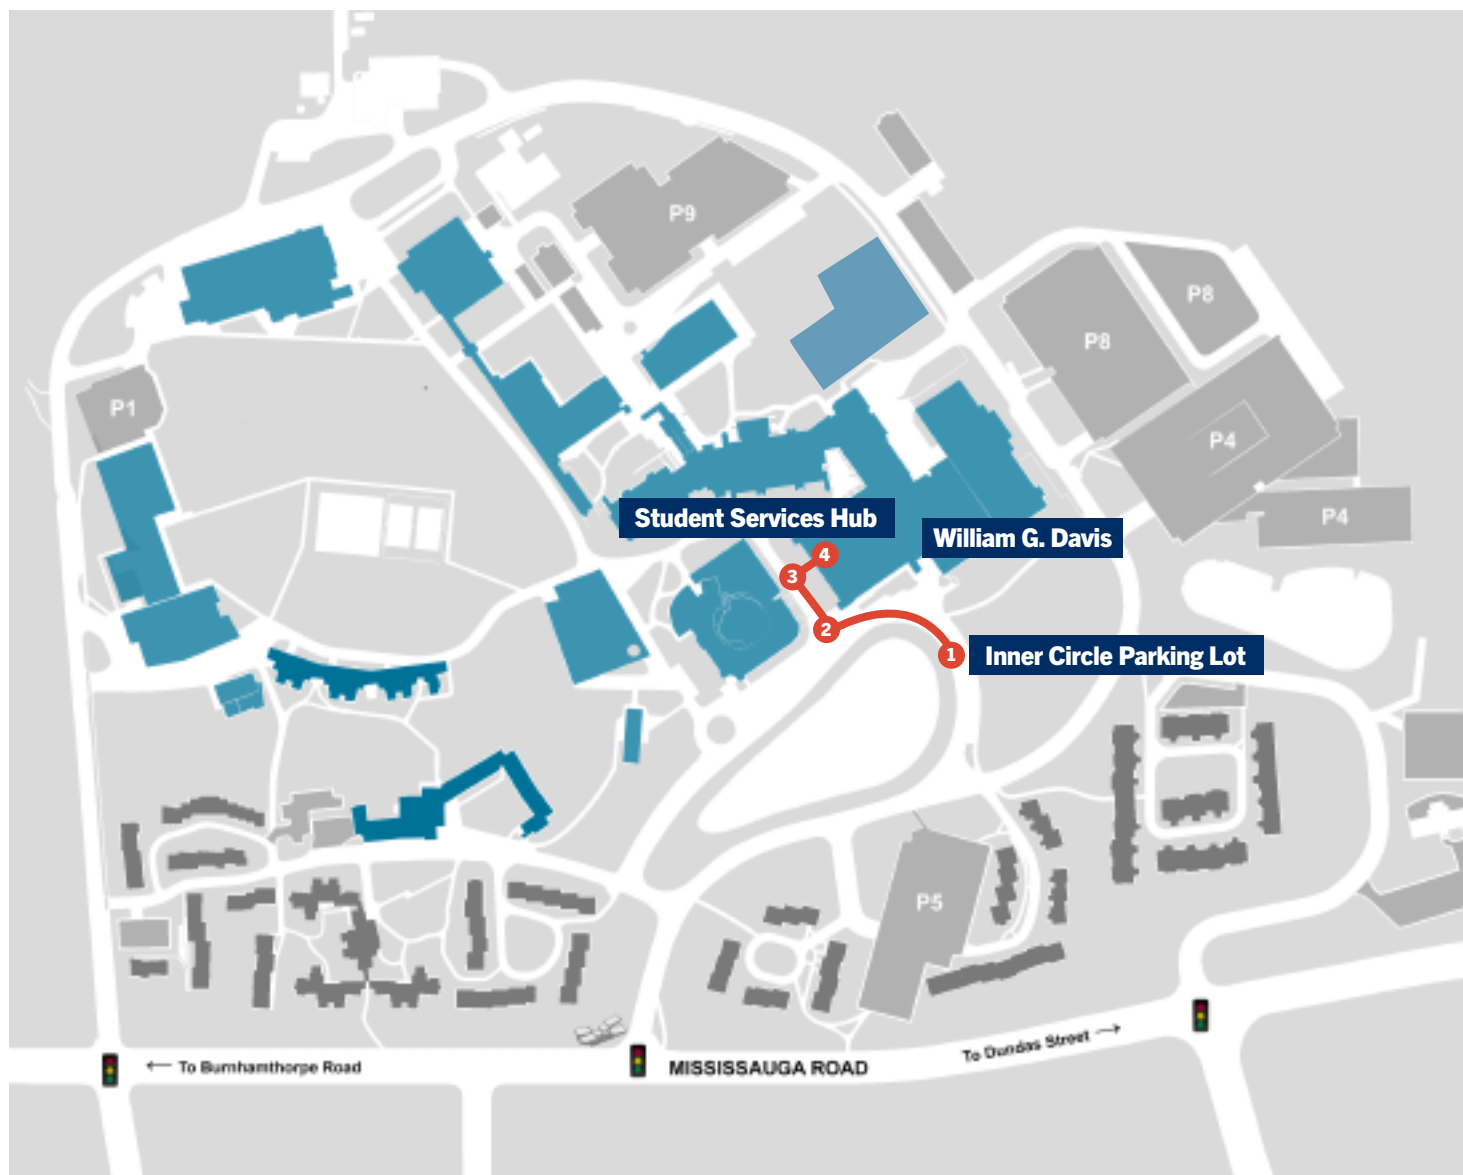 P9
P8
P8
P1
P4
P4
Student Services Hub
William G. Davis
4
3
2
1
Inner Circle Parking Lot
P5
To Dundas Street →
← To Burnhamthorpe Road
MISSISSAUGA ROAD